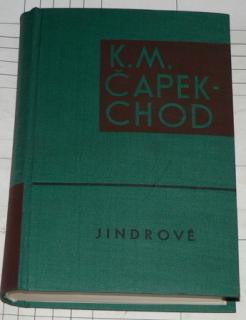 K.M.
ČAPEK-
CHOD
JINDROVÉ